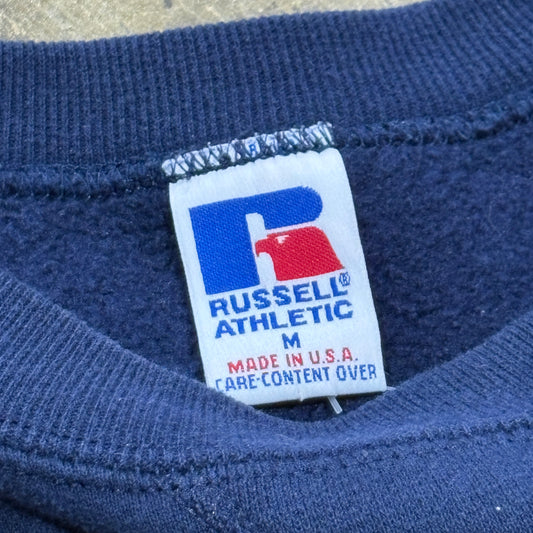 RUSSELL®
ATHLETIC
M
MADE IN U.S.A.
CARE-CONTENT OVER